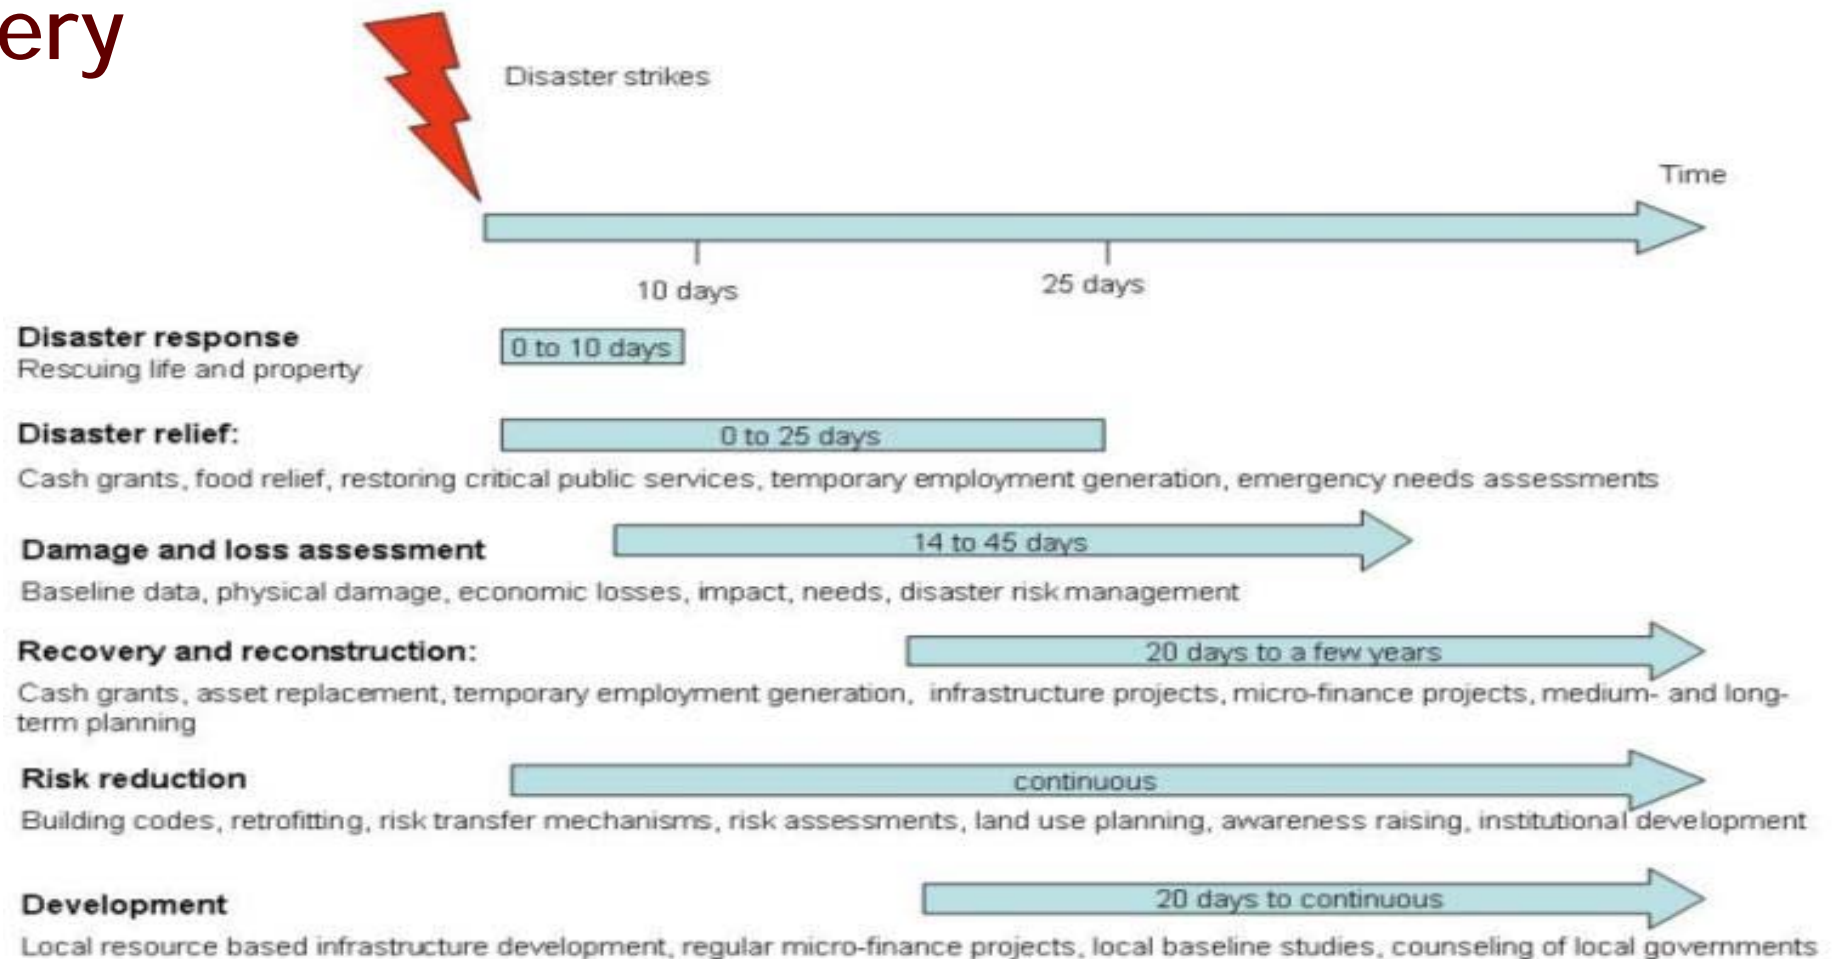 ery
Disaster strikes
Time
10 days
25 days
Disaster response
0 to 10 days
Rescuing life and property
Disaster relief:
0 to 25 days
Cash grants, food relief, restoring critical public services, temporary employment generation, emergency needs assessments
Damage and loss assessment
14 to 45 days
Baseline data, physical damage, economic losses, impact, needs, disaster risk management
Recovery and reconstruction:
20 days to a few years
Cash grants, asset replacement, temporary employment generation, infrastructure projects, micro-finance projects, medium- and long-
term planning
Risk reduction
continuous
Building codes, retrofitting, risk transfer mechanisms, risk assessments, land use planning, awareness raising, institutional development
Development
20 days to continuous
Local resource based infrastructure development, regular micro-finance projects, local baseline studies, counseling of local governments